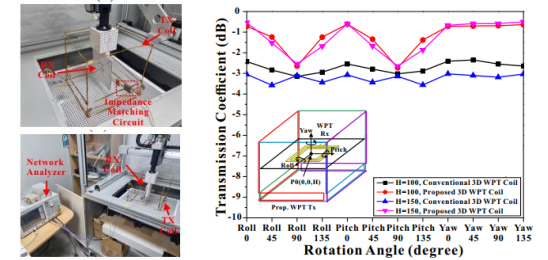 TX
Coil
RX
Coil
Impedance
Matching
Circuit
Network
Analyzer
RX
Coil
TX
Coil
Transmission Coefficient (dB)
0
-1
-2
-3
-4
-5
-6
-7
-8
-9
-10
Yaw
WPT
Rx
Pitch
Roll
P0(0,0,H)
Prop. WPT Tx
H=100, Conventional 3D WPT Coil
H=100, Proposed 3D WPT Coil
H=150, Conventional 3D WPT Coil
H=150, Proposed 3D WPT Coil
Roll Roll Roll Roll Pitch Pitch Pitch Pitch Yaw Yaw Yaw Yaw
0 45 90 135 0 45 90 135 0 45 90 135
Rotation Angle (degree)